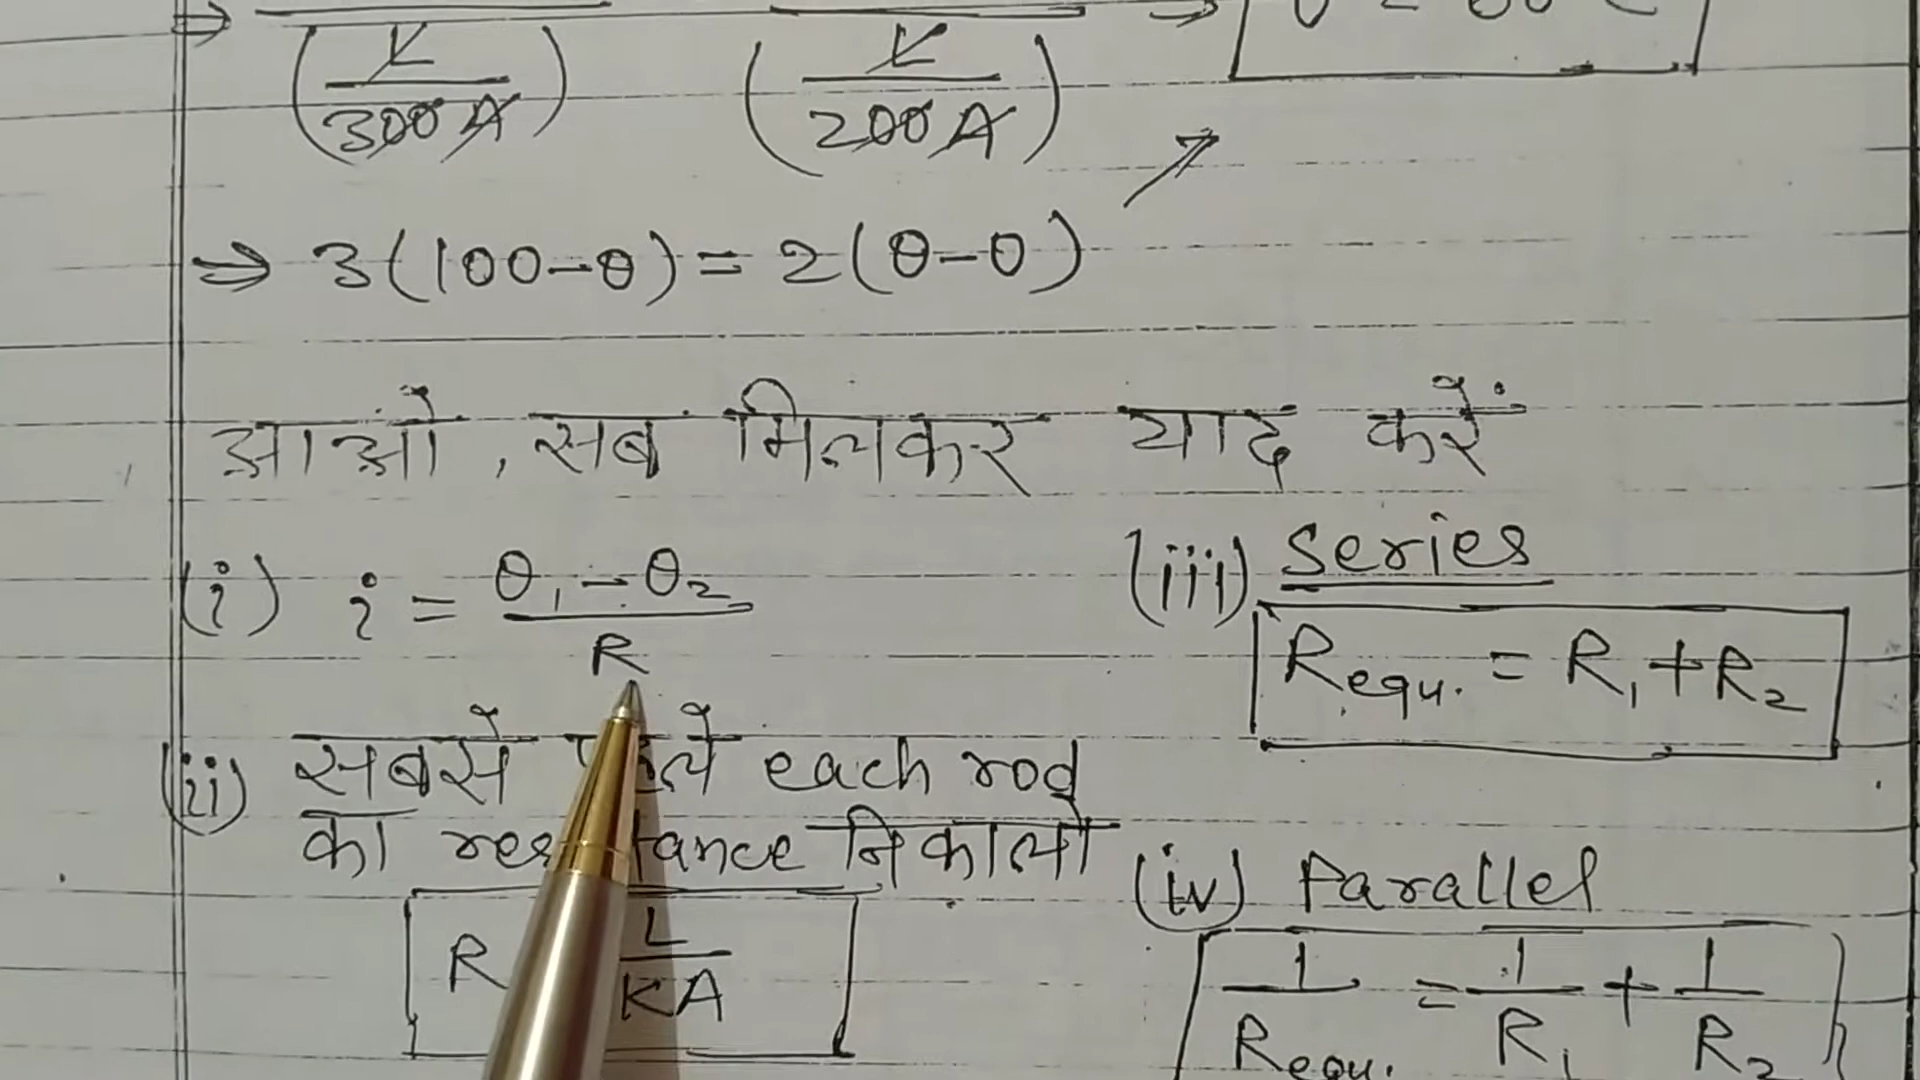 ⇒ (L/300A) (L/200A) ⇒
⇒ 3(100-θ) = 2(θ-0)
आओ, सब मिलकर याद करें
(i) i = θ₁-θ₂/R
(ii) सबसे each rod
का निकालो
R L/KA
(iii) Series
Requ. = R₁+R₂
(iv) Parallel
1/Requ. = 1/R₁ + 1/R₂